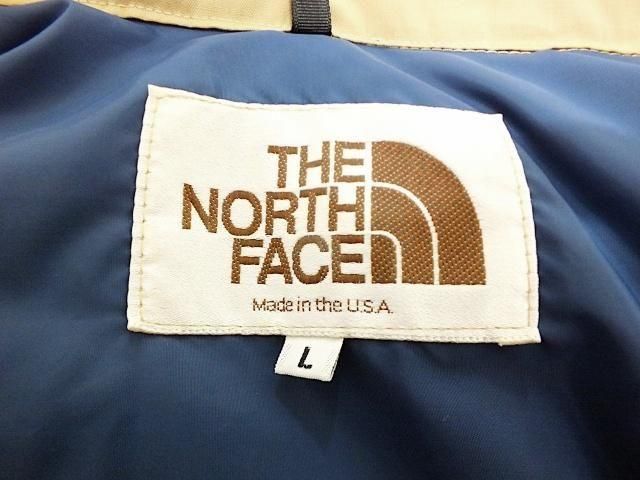 THE
NORTH
FACE
Made in the U.S.A.
L